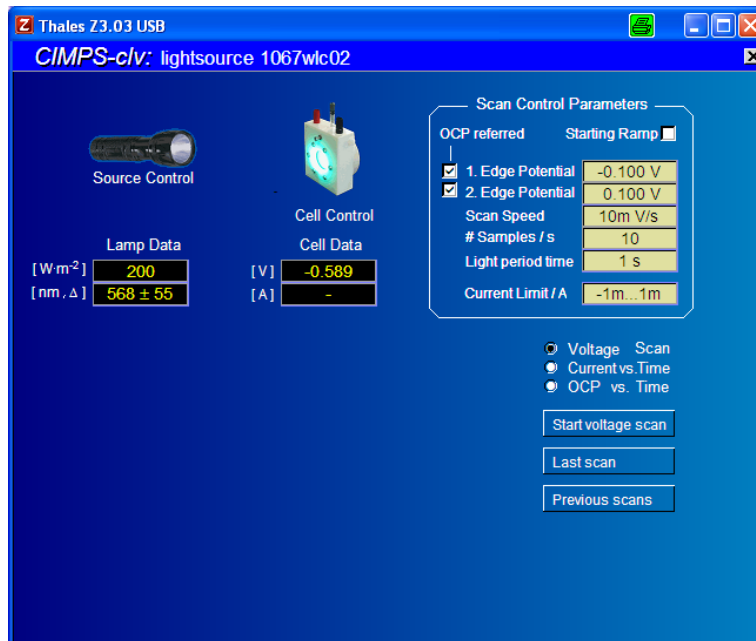 Thales Z3.03 USB
CIMPS-clv: lightsource 1067wlc02
Source Control
Cell Control
Lamp Data
[W·m-2] 200
[nm, Δ] 568 ± 55
Cell Data
[V] -0.589
[A] -
Scan Control Parameters
OCP referred Starting Ramp
1. Edge Potential -0.100 V
2. Edge Potential 0.100 V
Scan Speed 10m V/s
# Samples / s 10
Light period time 1 s
Current Limit / A -1m...1m
Voltage Scan
Current vs.Time
OCP vs. Time
Start voltage scan
Last scan
Previous scans